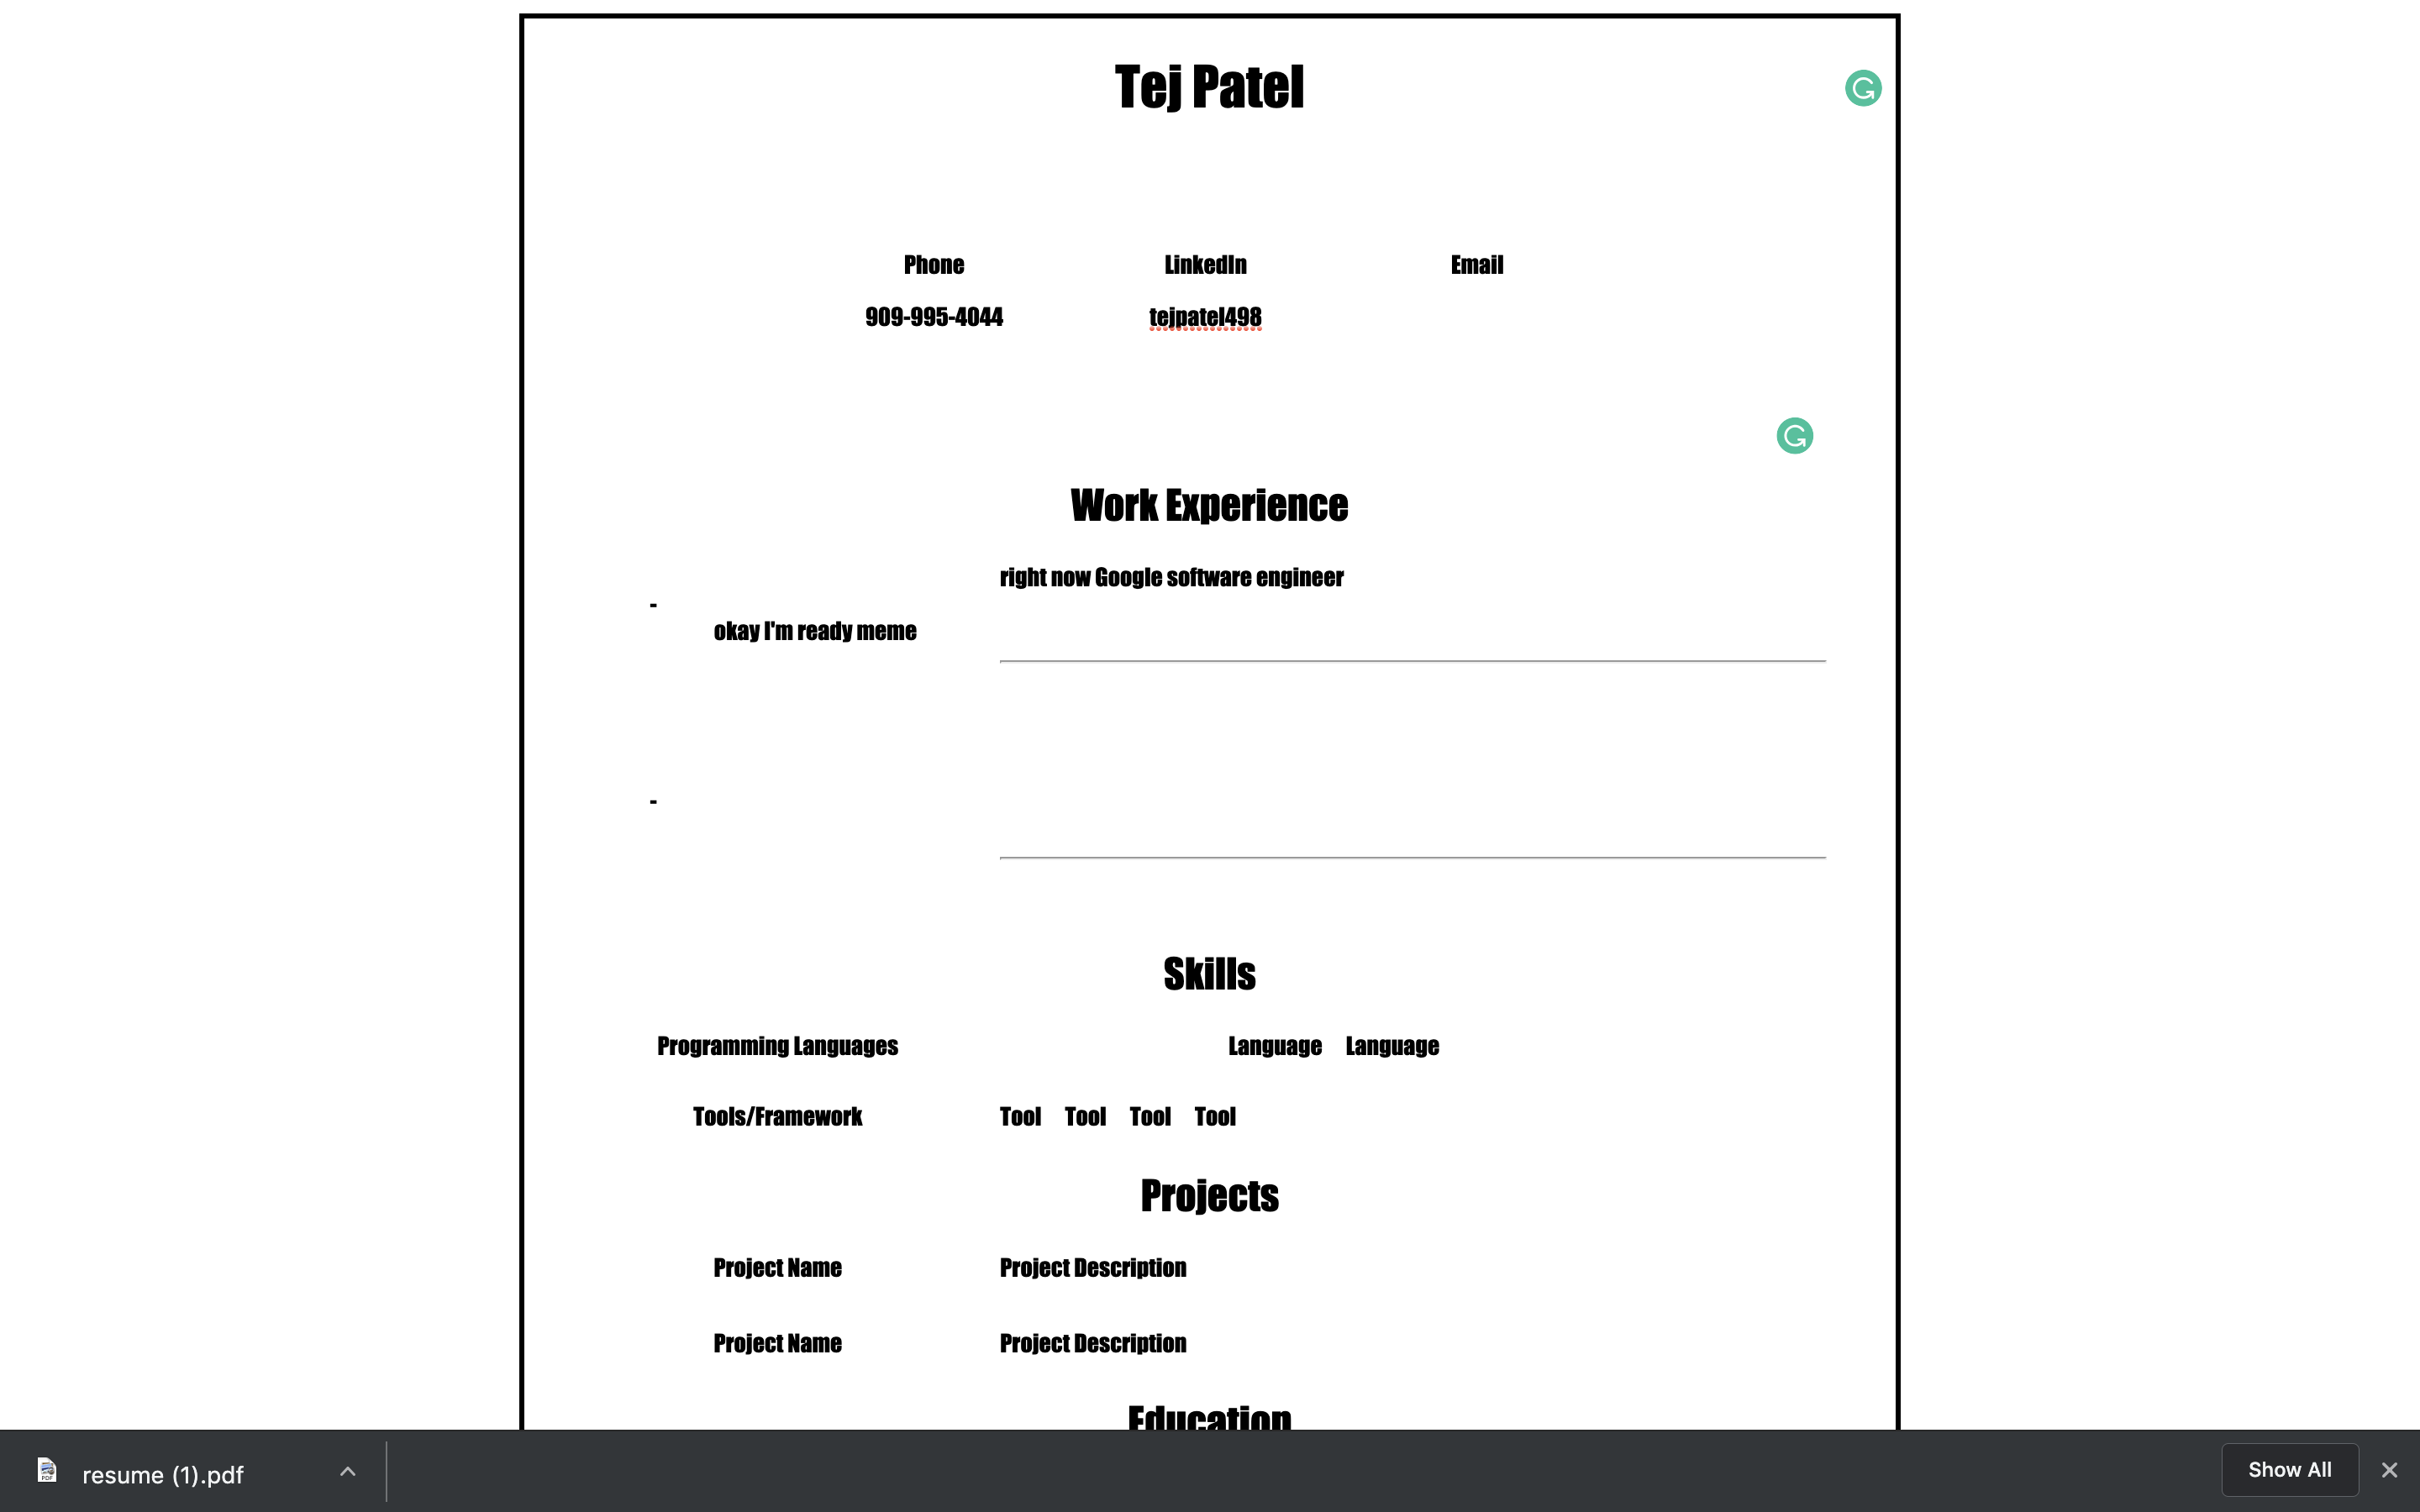 Tej Patel
Phone LinkedIn Email
909-995-4044 tejpatel498
Work Experience
right now Google software engineer
-
okay I'm ready meme
-
Skills
Programming Languages Language Language
Tools/Framework Tool Tool Tool Tool
Projects
Project Name Project Description
Project Name Project Description
Education
resume (1).pdf Show All